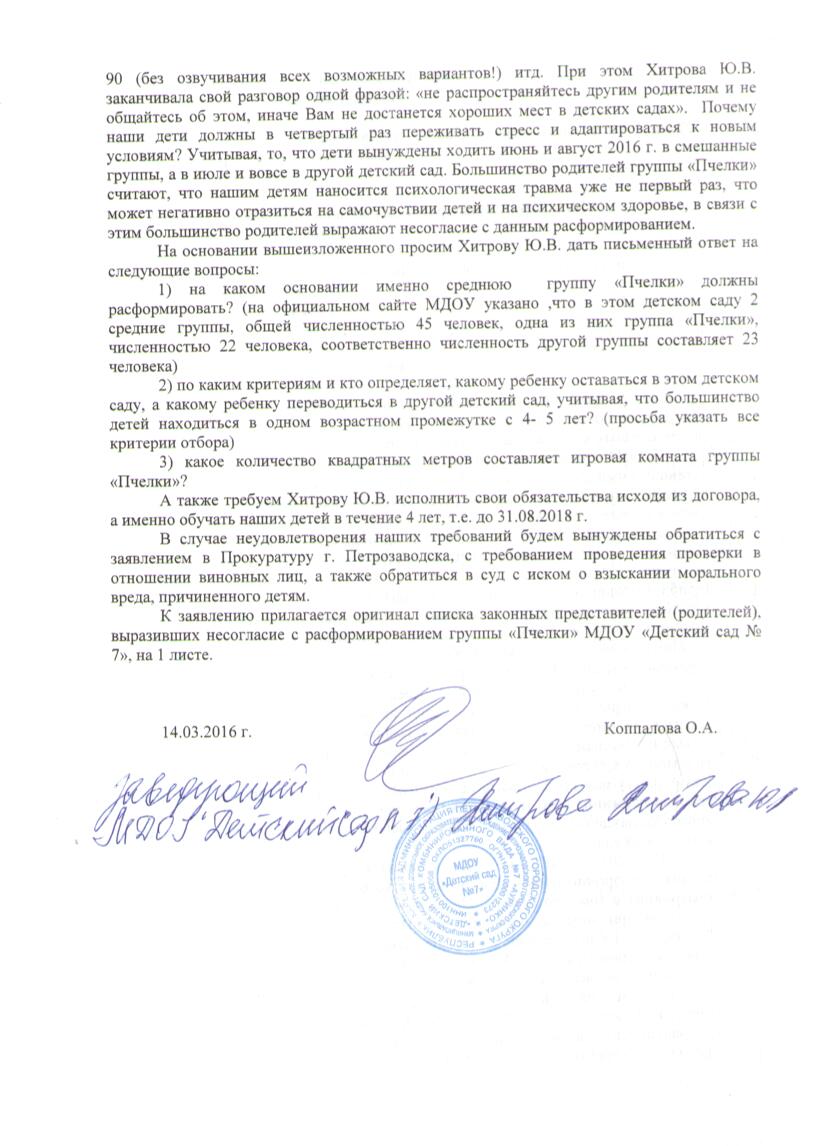 90 (без озвучивания всех возможных вариантов!) итд. При этом Хитрова Ю.В.
заканчивала свой разговор одной фразой: «не распространяйтесь другим родителям и не
общайтесь об этом, иначе Вам не достанется хороших мест в детских садах». Почему
наши дети должны в четвертый раз переживать стресс и адаптироваться к новым
условиям? Учитывая, то, что дети вынуждены ходить июнь и август 2016 г. в смешанные
группы, а в июле и вовсе в другой детский сад. Большинство родителей группы «Пчелки»
считают, что нашим детям наносится психологическая травма уже не первый раз, что
может негативно отразиться на самочувствии детей и на психическом здоровье, в связи с
этим большинство родителей выражают несогласие с данным расформированием.
На основании вышеизложенного просим Хитрову Ю.В. дать письменный ответ на
следующие вопросы:
1) на каком основании именно среднюю группу «Пчелки» должны
расформировать? (на официальном сайте МДОУ указано ,что в этом детском саду 2
средние группы, общей численностью 45 человек, одна из них группа «Пчелки»,
численностью 22 человека, соответственно численность другой группы составляет 23
человека)
2) по каким критериям и кто определяет, какому ребенку оставаться в этом детском
саду, а какому ребенку переводиться в другой детский сад, учитывая, что большинство
детей находиться в одном возрастном промежутке с 4- 5 лет? (просьба указать все
критерии отбора)
3) какое количество квадратных метров составляет игровая комната группы
«Пчелки»?
А также требуем Хитрову Ю.В. исполнить свои обязательства исходя из договора,
а именно обучать наших детей в течение 4 лет, т.е. до 31.08.2018 г.
В случае неудовлетворения наших требований будем вынуждены обратиться с
заявлением в Прокуратуру г. Петрозаводска, с требованием проведения проверки в
отношении виновных лиц, а также обратиться в суд с иском о взыскании морального
вреда, причиненного детям.
К заявлению прилагается оригинал списка законных представителей (родителей),
выразивших несогласие с расформированием группы «Пчелки» МДОУ «Детский сад №
7», на 1 листе.
14.03.2016 г. Коппалова О.А.
Заведующий
МДОУ "Детский сад №7" Хитрова Ю.В.
МДОУ
«Детский сад
№7»